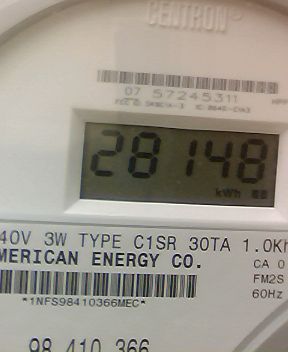 CENTRON®
07 57245311
28148
kWh
40V 3W TYPE C1SR 30TA 1.0Kh
MERICAN ENERGY CO.
CA 0
FM2S
*1NFS98410366MEC*
60Hz
98 410 366